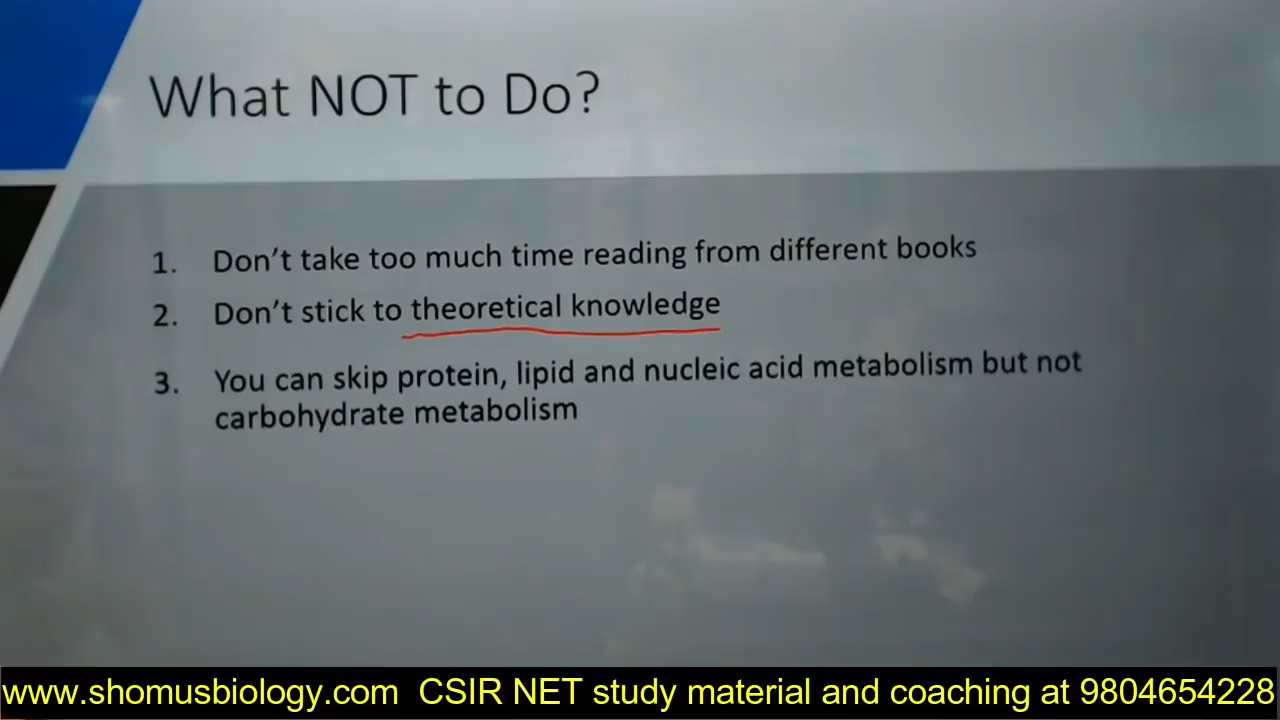 What NOT to Do?
1. Don't take too much time reading from different books
2. Don't stick to theoretical knowledge
3. You can skip protein, lipid and nucleic acid metabolism but not
carbohydrate metabolism
www.shomusbiology.com CSIR NET study material and coaching at 9804654228